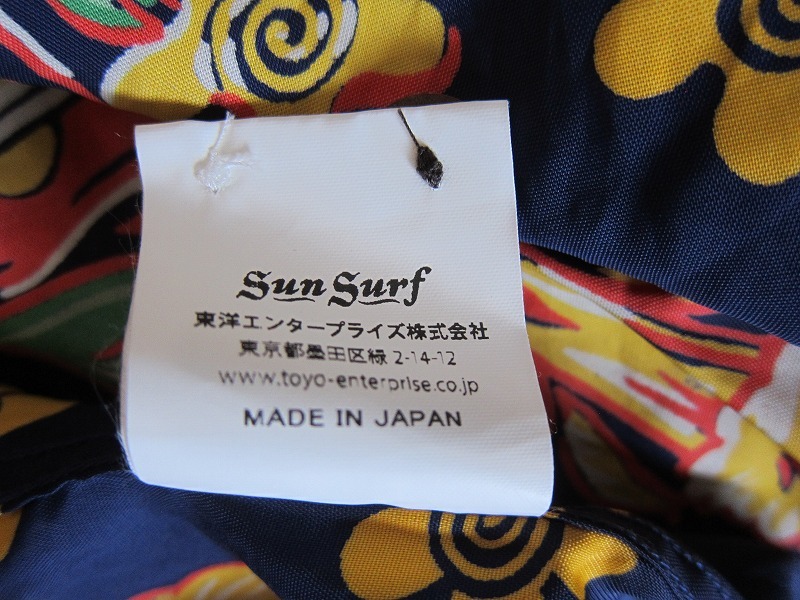 Sun Surf
東洋エンタープライズ株式会社
東京都墨田区緑 2-14-12
www.toyo-enterprise.co.jp
MADE IN JAPAN